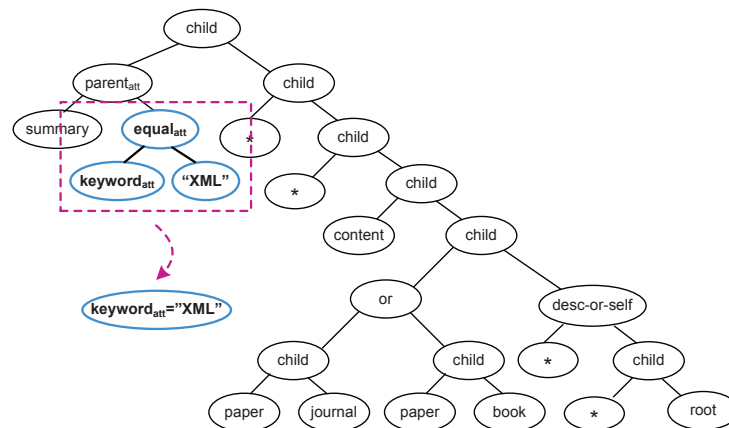 child
parentatt child
summary equalatt * child
keywordatt “XML” * child
content child
keywordatt=”XML” or desc-or-self
child child * child
paper journal paper book * root